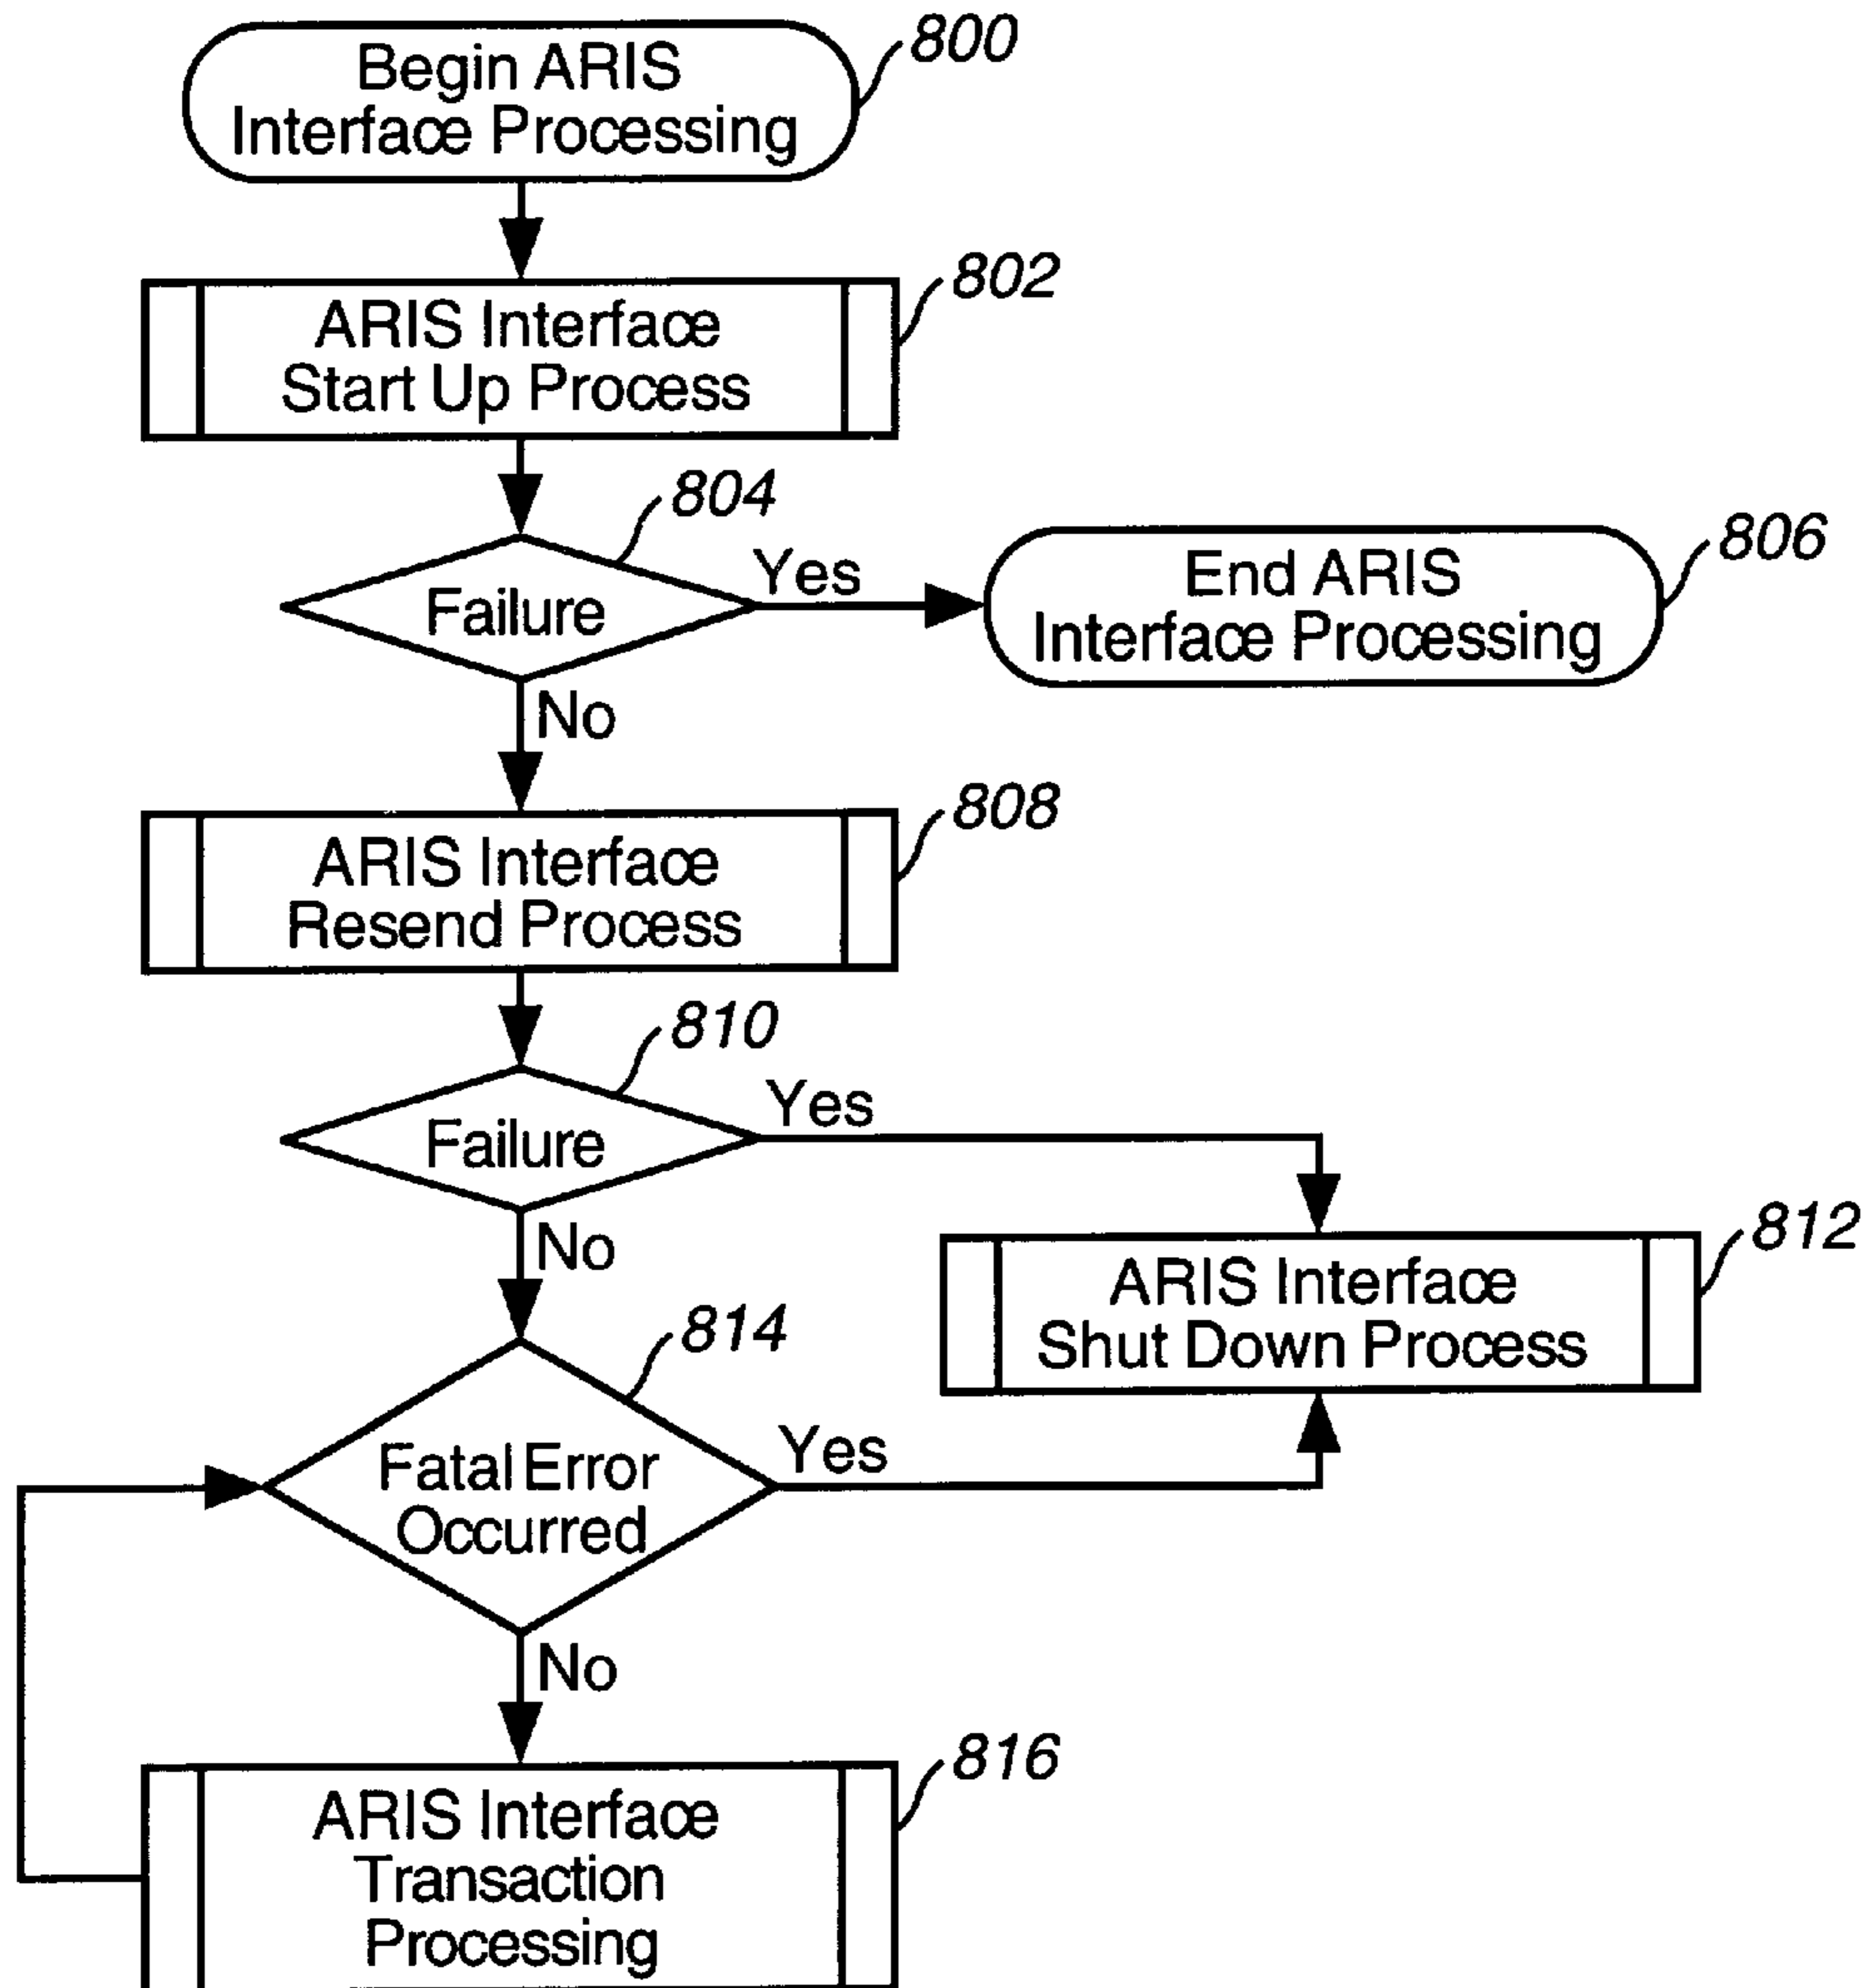 Begin ARIS
Interface Processing
800
ARIS Interface
Start Up Process
802
804
Failure
Yes
End ARIS
Interface Processing
806
No
ARIS Interface
Resend Process
808
810
Failure
Yes
No
ARIS Interface
Shut Down Process
812
814
Fatal Error
Occurred
Yes
No
ARIS Interface
Transaction
Processing
816